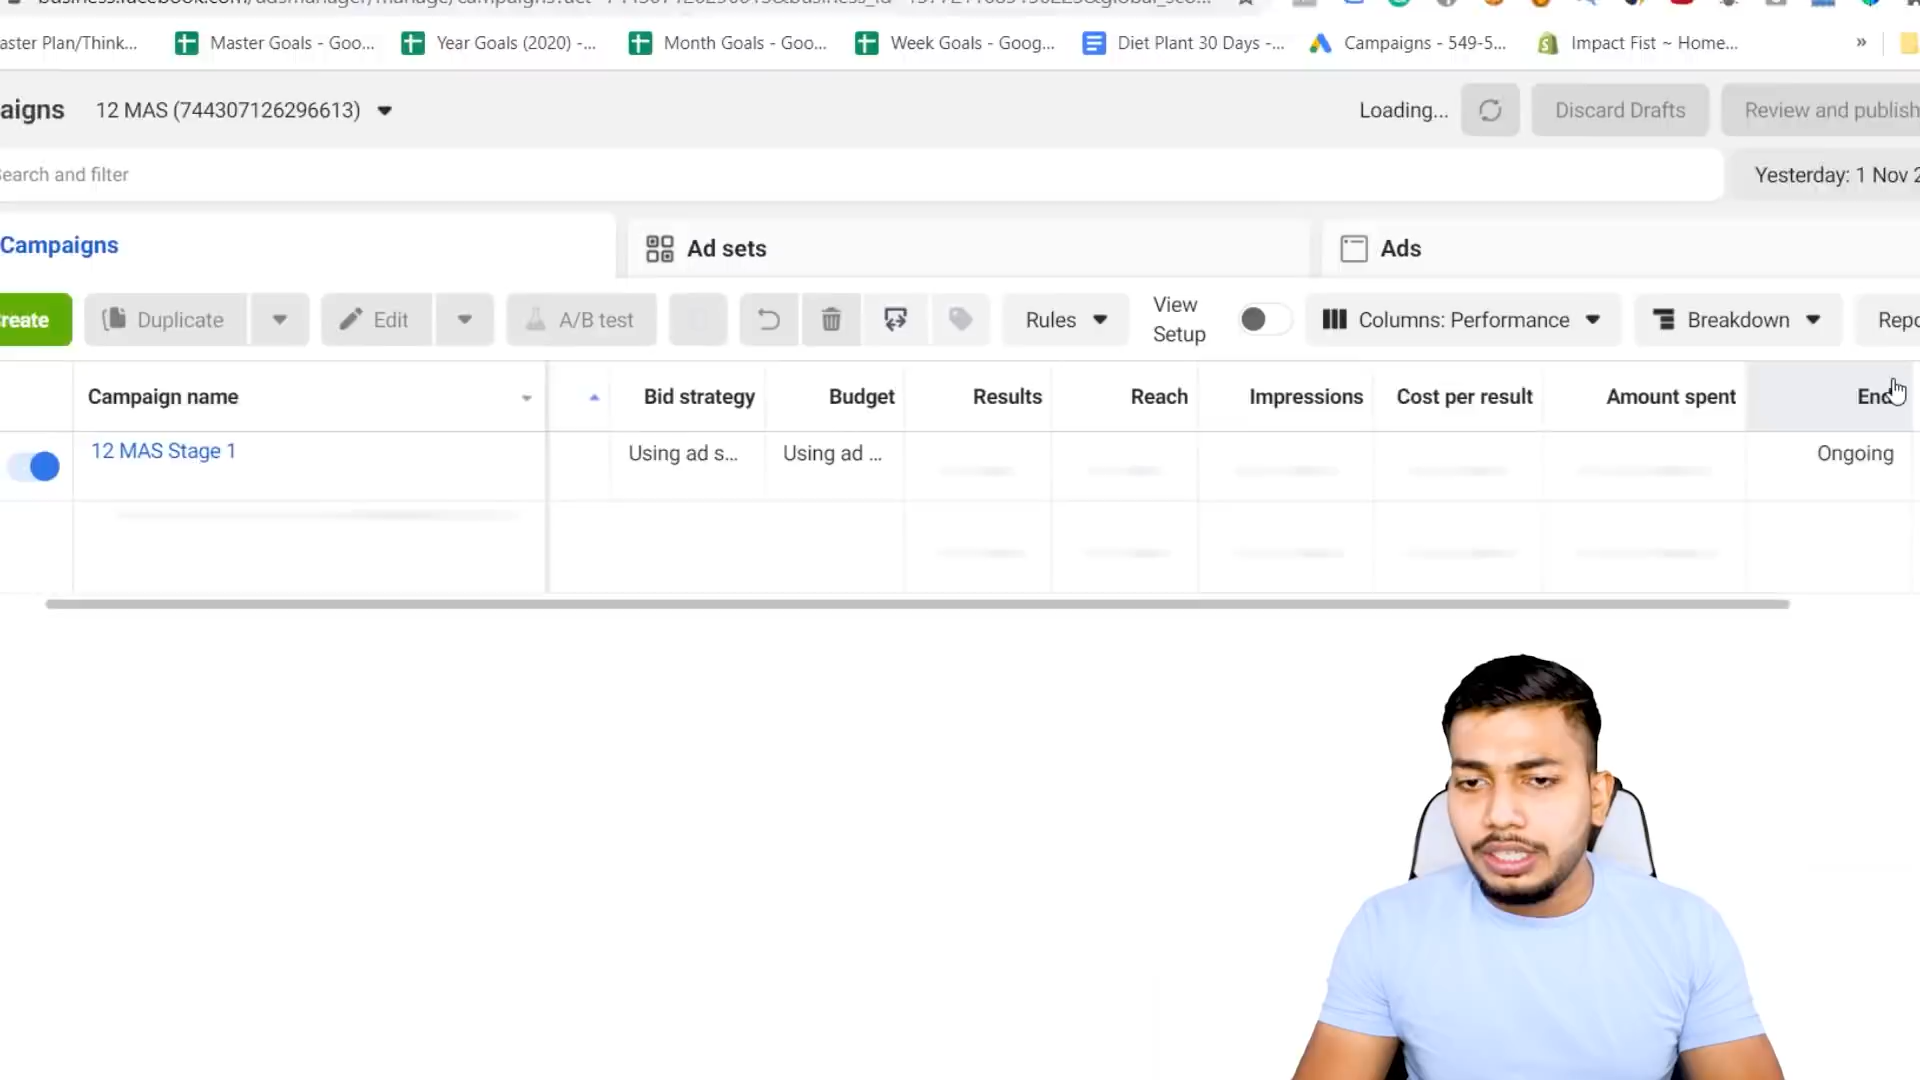 aster Plan/Think... Master Goals - Goo... Year Goals (2020) -... Month Goals - Goo... Week Goals - Goog... Diet Plant 30 Days -... Campaigns - 549-5... Impact Fist ~ Home... »
aigns 12 MAS (744307126296613) Loading... Discard Drafts Review and publish
earch and filter Yesterday: 1 Nov 2
Campaigns Ad sets Ads
reate Duplicate Edit A/B test Rules View Setup Columns: Performance Breakdown Repo
Campaign name Bid strategy Budget Results Reach Impressions Cost per result Amount spent
12 MAS Stage 1 Using ad s... Using ad ... Ongoing